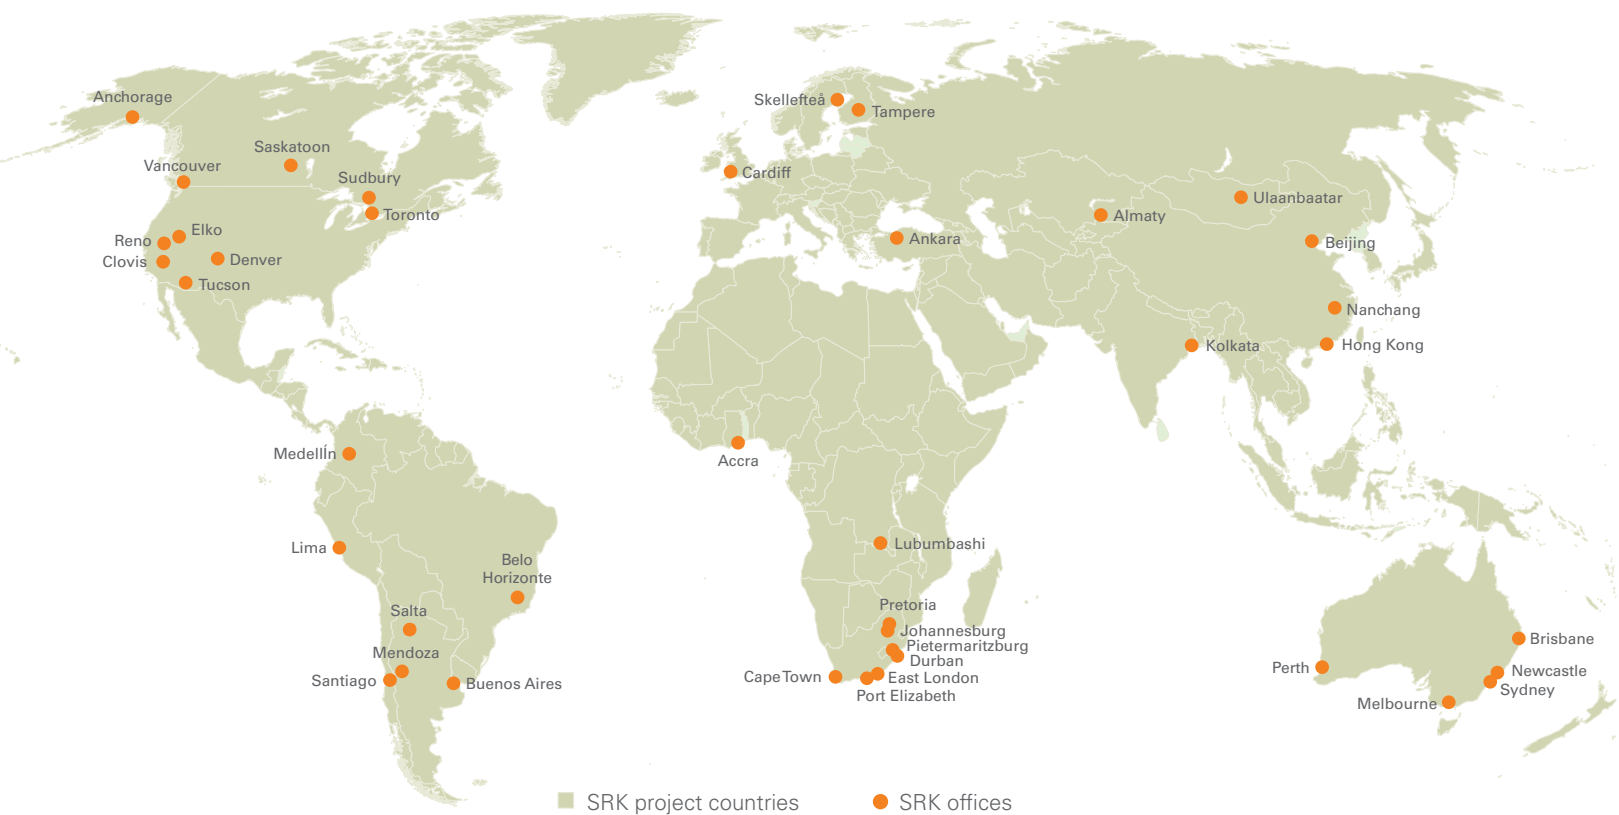 Anchorage
Saskatoon
Vancouver
Sudbury
Toronto
Reno
Elko
Clovis
Denver
Tucson
Skellefteå
Tampere
Cardiff
Ankara
Almaty
Ulaanbaatar
Beijing
Nanchang
Kolkata
Hong Kong
MedellÍn
Accra
Lima
Belo
Horizonte
Salta
Mendoza
Santiago
Buenos Aires
Lubumbashi
Pretoria
Johannesburg
Pietermaritzburg
Durban
Cape Town
East London
Port Elizabeth
Brisbane
Perth
Newcastle
Sydney
Melbourne
SRK project countries
SRK offices